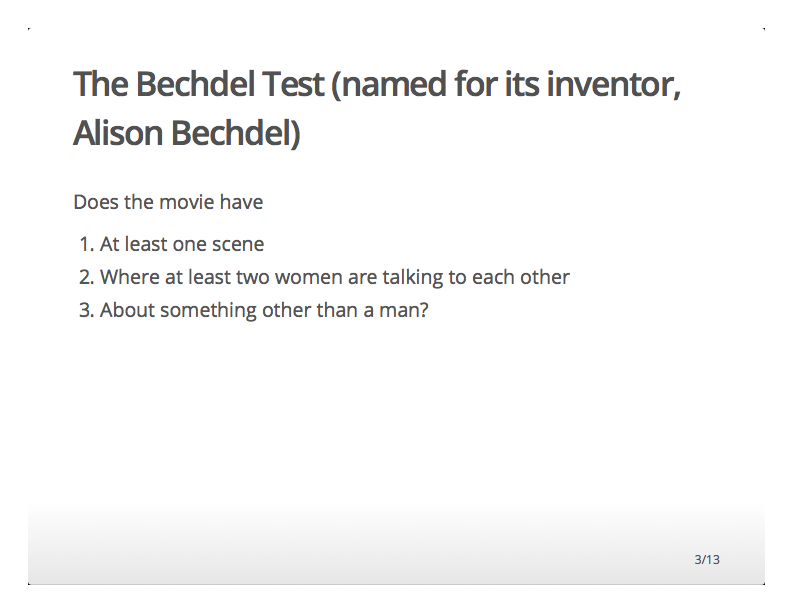 The Bechdel Test (named for its inventor,
Alison Bechdel)
Does the movie have
1. At least one scene
2. Where at least two women are talking to each other
3. About something other than a man?
3/13